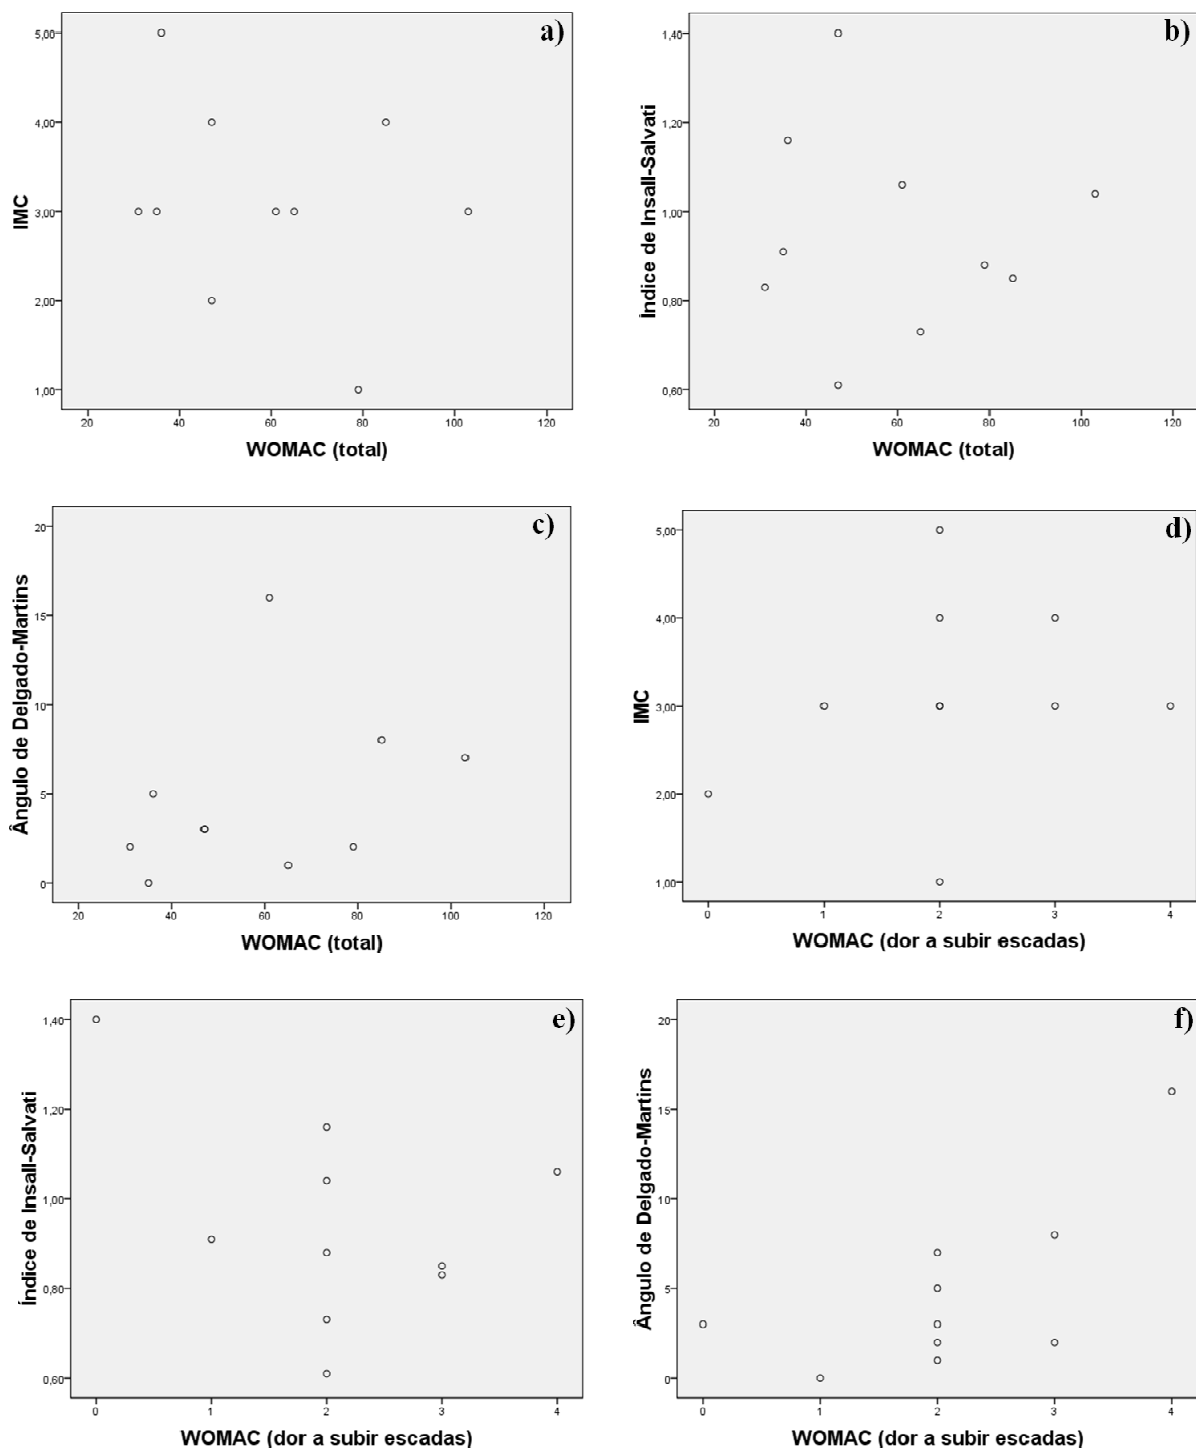 a)
5,00
4,00
3,00
2,00
1,00
IMC
20 40 60 80 100 120
WOMAC (total)
b)
1,40
1,20
1,00
0,80
0,60
Índice de Insall-Salvati
20 40 60 80 100 120
WOMAC (total)
c)
20
15
10
5
0
Ângulo de Delgado-Martins
20 40 60 80 100 120
WOMAC (total)
d)
5,00
4,00
3,00
2,00
1,00
IMC
0 1 2 3 4
WOMAC (dor a subir escadas)
e)
1,40
1,20
1,00
0,80
0,60
Índice de Insall-Salvati
0 1 2 3 4
WOMAC (dor a subir escadas)
f)
20
15
10
5
0
Ângulo de Delgado-Martins
0 1 2 3 4
WOMAC (dor a subir escadas)